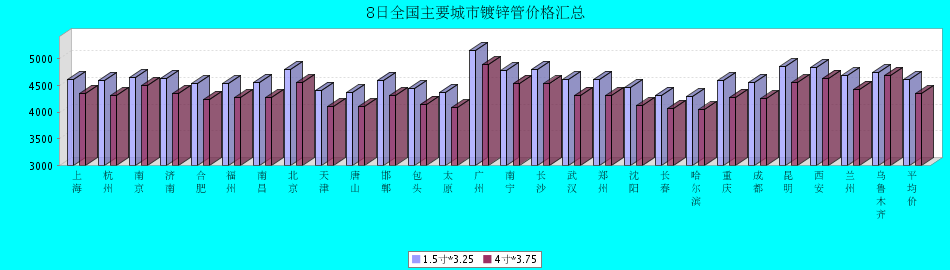 8日全国主要城市镀锌管价格汇总
5000
4500
4000
3500
3000
上海 杭州 南京 济南 合肥 福州 南昌 北京 天津 唐山 邯郸 包头 太原 广州 南宁 长沙 武汉 郑州 沈阳 长春 哈尔滨 重庆 成都 昆明 西安 兰州 乌鲁木齐 平均价
1.5寸*3.25 4寸*3.75